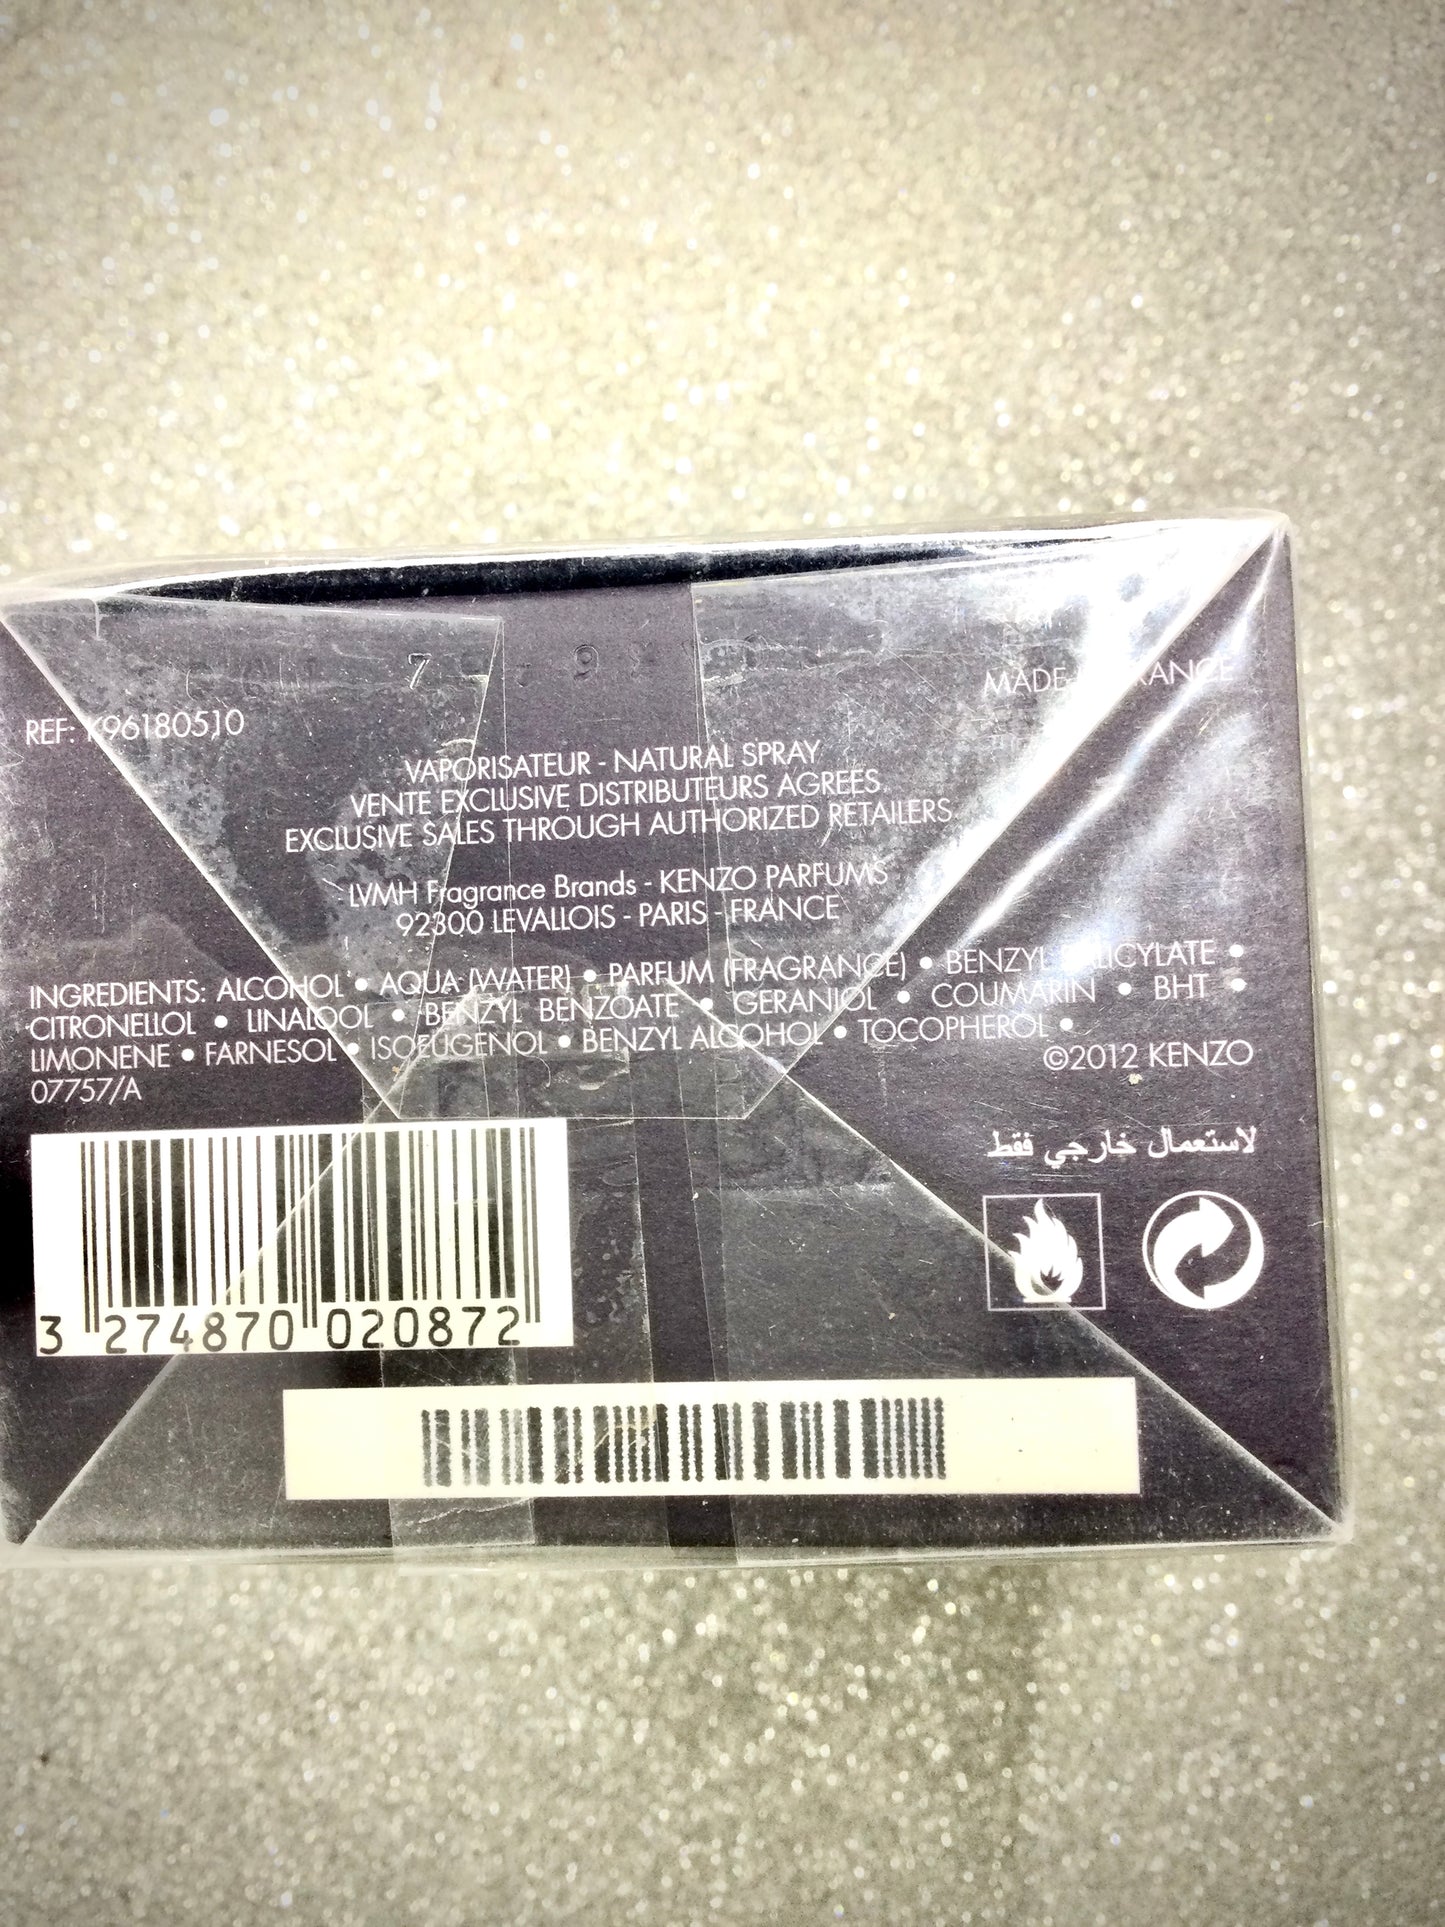 REF: K96180510
VAPORISATEUR - NATURAL SPRAY
VENTE EXCLUSIVE DISTRIBUTEURS AGREES
EXCLUSIVE SALES THROUGH AUTHORIZED RETAILERS
MADE FRANCE
LVMH Fragrance Brands - KENZO PARFUMS
92300 LEVALLOIS - PARIS - FRANCE
INGREDIENTS: ALCOHOL • AQUA (WATER) • PARFUM (FRAGRANCE) • BENZYL SALICYLATE •
CITRONELLOL • LINALOOL • BENZYL BENZOATE • GERANIOL • COUMARIN • BHT •
LIMONENE • FARNESOL • ISOEUGENOL • BENZYL ALCOHOL • TOCOPHEROL •
07757/A
©2012 KENZO
لاستعمال خارجي فقط
3 274870 020872